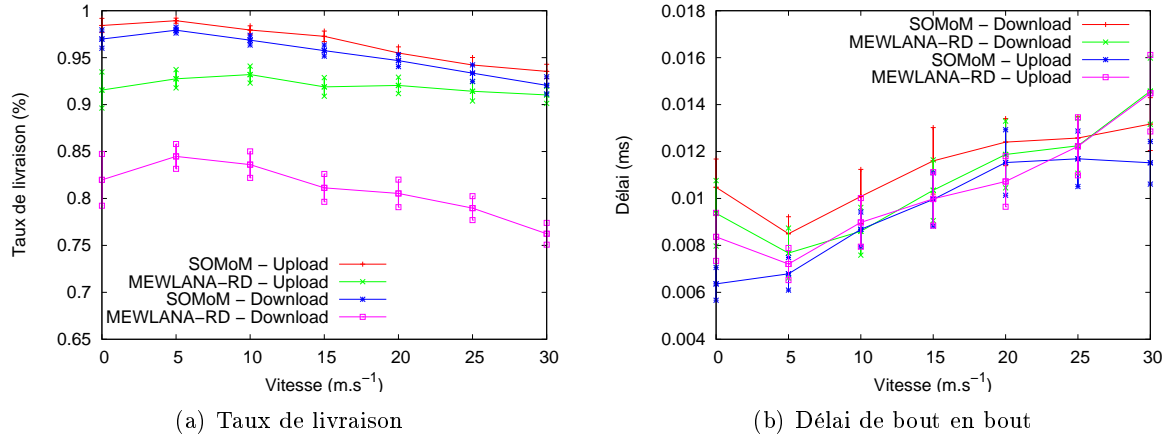 1
0.95
0.9
0.85
0.8
0.75
0.7
0.65
Taux de livraison (%)
SOMoM – Upload
MEWLANA–RD – Upload
SOMoM – Download
MEWLANA–RD – Download
0 5 10 15 20 25 30
Vitesse (m.s⁻¹)
(a) Taux de livraison
0.018
0.016
0.014
0.012
0.01
0.008
0.006
0.004
Délai (ms)
SOMoM – Download
MEWLANA–RD – Download
SOMoM – Upload
MEWLANA–RD – Upload
0 5 10 15 20 25 30
Vitesse (m.s⁻¹)
(b) Délai de bout en bout